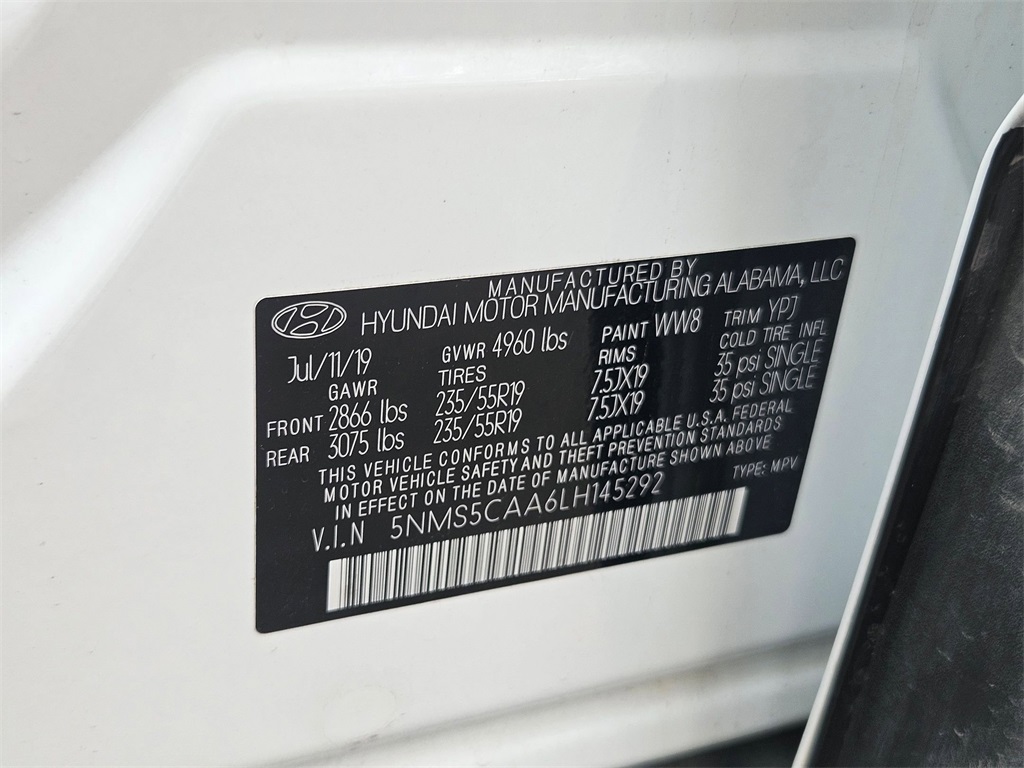 MANUFACTURED BY
HYUNDAI MOTOR MANUFACTURING ALABAMA, LLC
Jul/11/19 GVWR 4960 lbs PAINT WW8 TRIM YPJ
GAWR TIRES RIMS COLD TIRE INFL
FRONT 2866 lbs 235/55R19 7.5JX19 35 psi SINGLE
REAR 3075 lbs 235/55R19 7.5JX19 35 psi SINGLE
THIS VEHICLE CONFORMS TO ALL APPLICABLE U.S.A. FEDERAL
MOTOR VEHICLE SAFETY AND THEFT PREVENTION STANDARDS
IN EFFECT ON THE DATE OF MANUFACTURE SHOWN ABOVE
V.I.N 5NMS5CAA6LH145292 TYPE: MPV